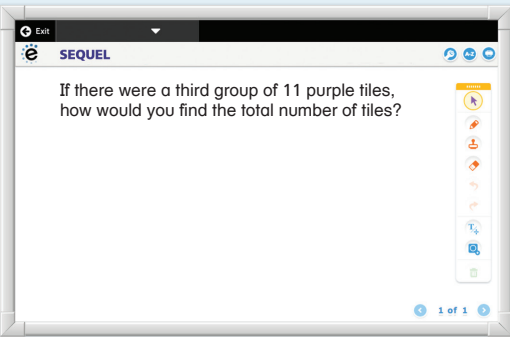 Exit
ë SEQUEL
A-Z
If there were a third group of 11 purple tiles,
how would you find the total number of tiles?
T+
1 of 1